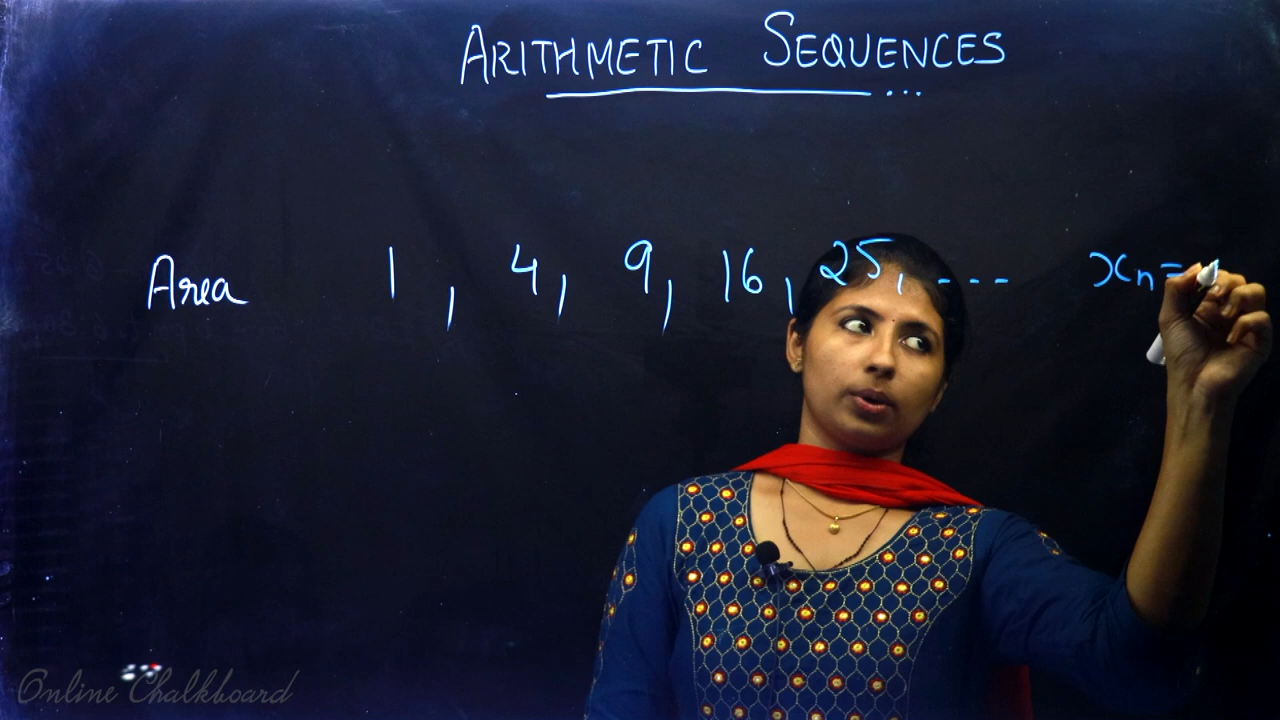 ARITHMETIC SEQUENCES...
Area 1, 4, 9, 16, 25, ---- xn=
Online Chalkboard